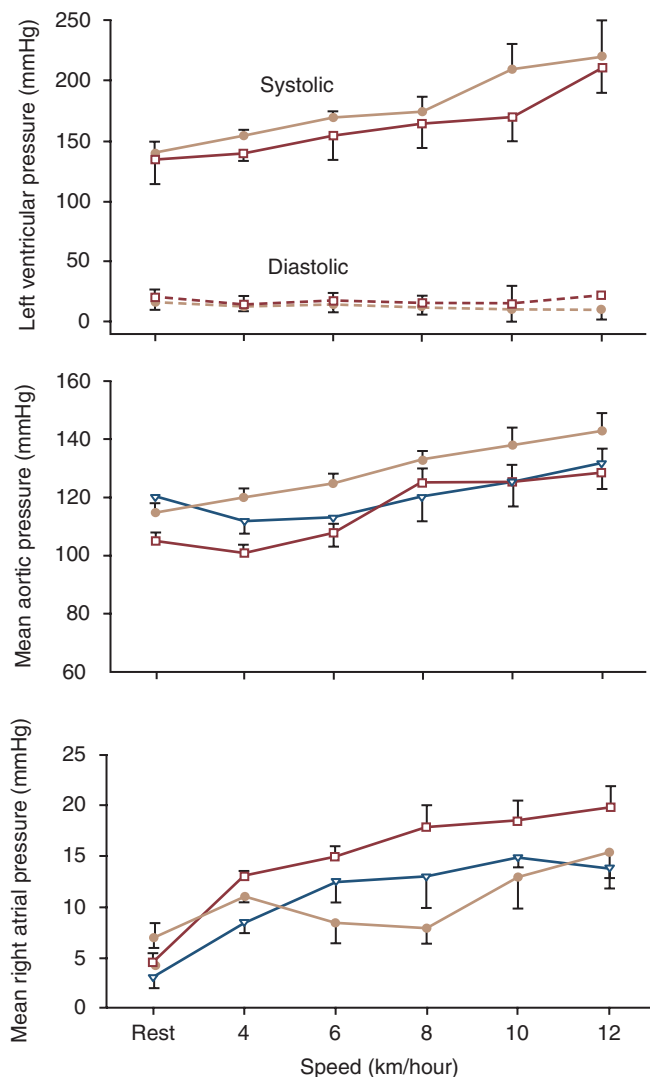 Left ventricular pressure (mmHg)
250
200
150
100
50
0
Systolic
Diastolic
Mean aortic pressure (mmHg)
160
140
120
100
80
60
Mean right atrial pressure (mmHg)
25
20
15
10
5
0
Rest 4 6 8 10 12
Speed (km/hour)